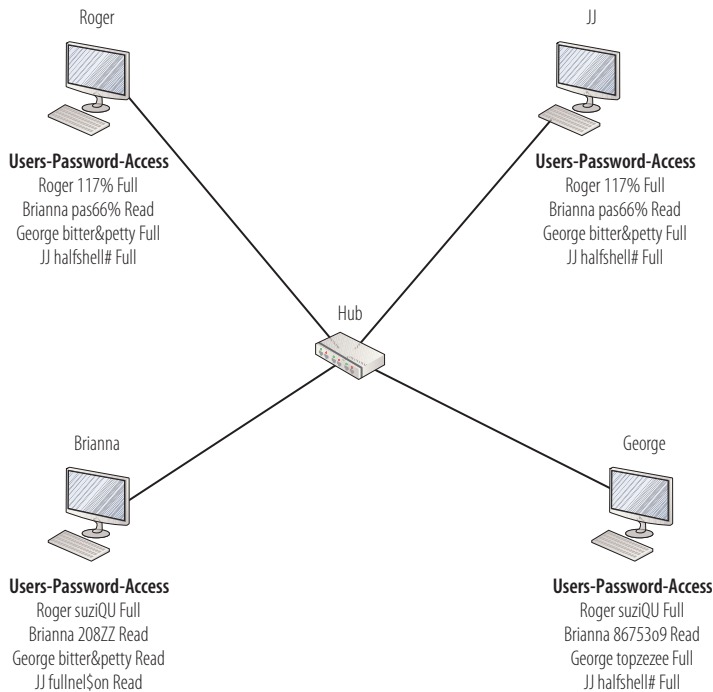 Roger
Users-Password-Access
Roger 117% Full
Brianna pas66% Read
George bitter&petty Full
JJ halfshell# Full
JJ
Users-Password-Access
Roger 117% Full
Brianna pas66% Read
George bitter&petty Full
JJ halfshell# Full
Hub
Brianna
Users-Password-Access
Roger suziQU Full
Brianna 208ZZ Read
George bitter&petty Read
JJ fullnel$on Read
George
Users-Password-Access
Roger suziQU Full
Brianna 86753o9 Read
George topzezee Full
JJ halfshell# Full